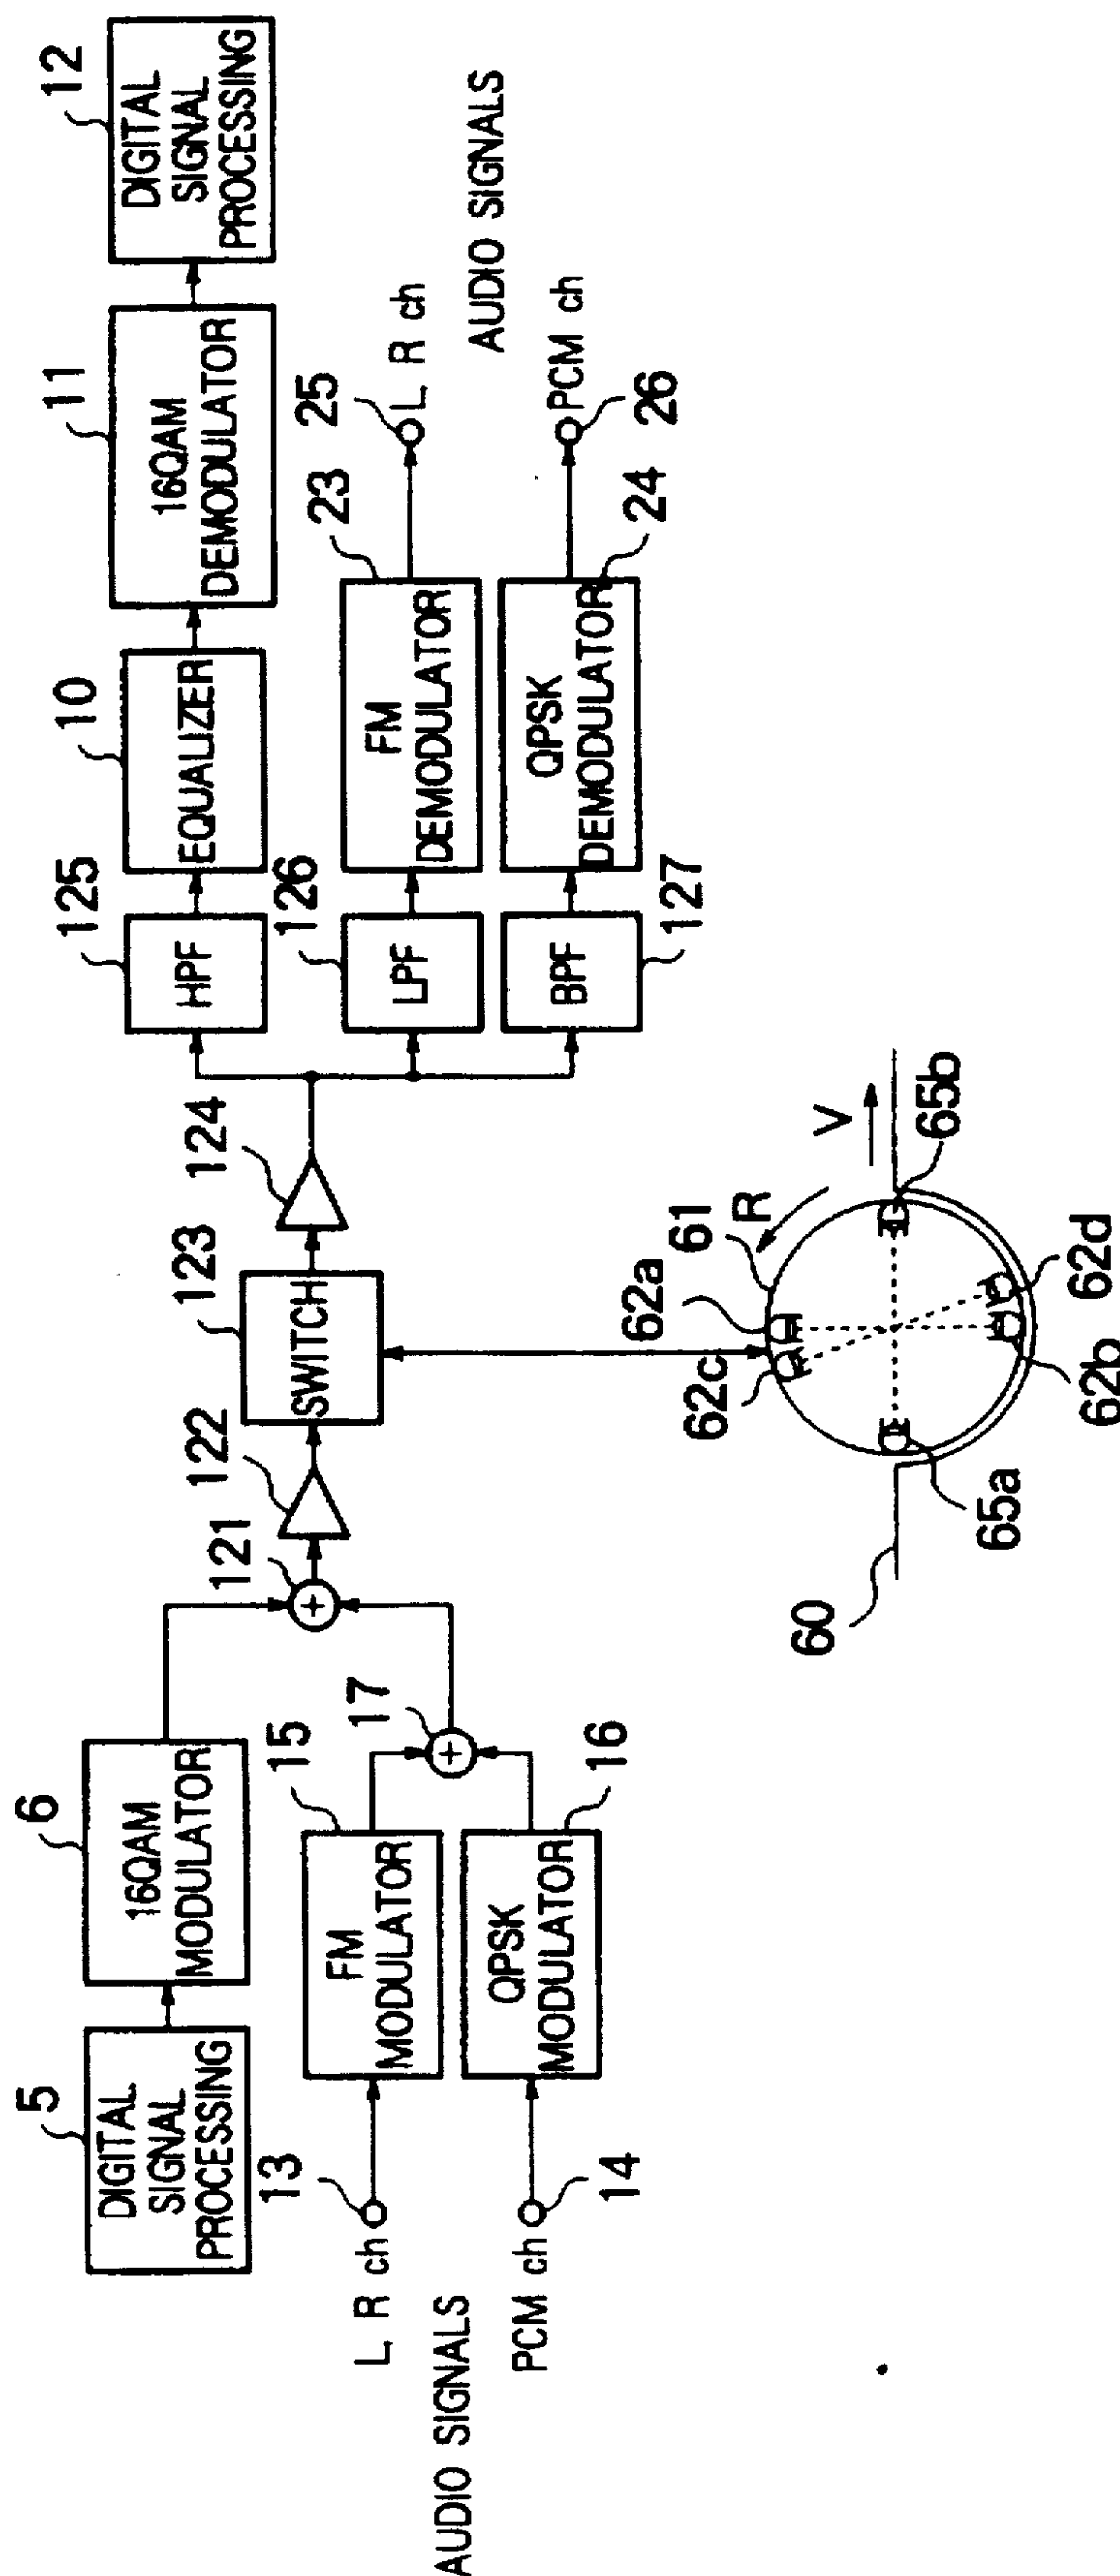 5
DIGITAL
SIGNAL
PROCESSING
6
16QAM
MODULATOR
13
L R ch
AUDIO SIGNALS
PCM ch
14
15
FM
MODULATOR
QPSK
MODULATOR
16
17
121
122
123
SWITCH
124
125
HPF
126
LPF
BPF
127
10
EQUALIZER
11
16QAM
DEMODULATOR
12
DIGITAL
SIGNAL
PROCESSING
23
FM
DEMODULATOR
QPSK
DEMODULATOR
24
25
L R ch
AUDIO SIGNALS
PCM ch
26
60
61
62a
62c
R
V
65b
62d
62b
65a